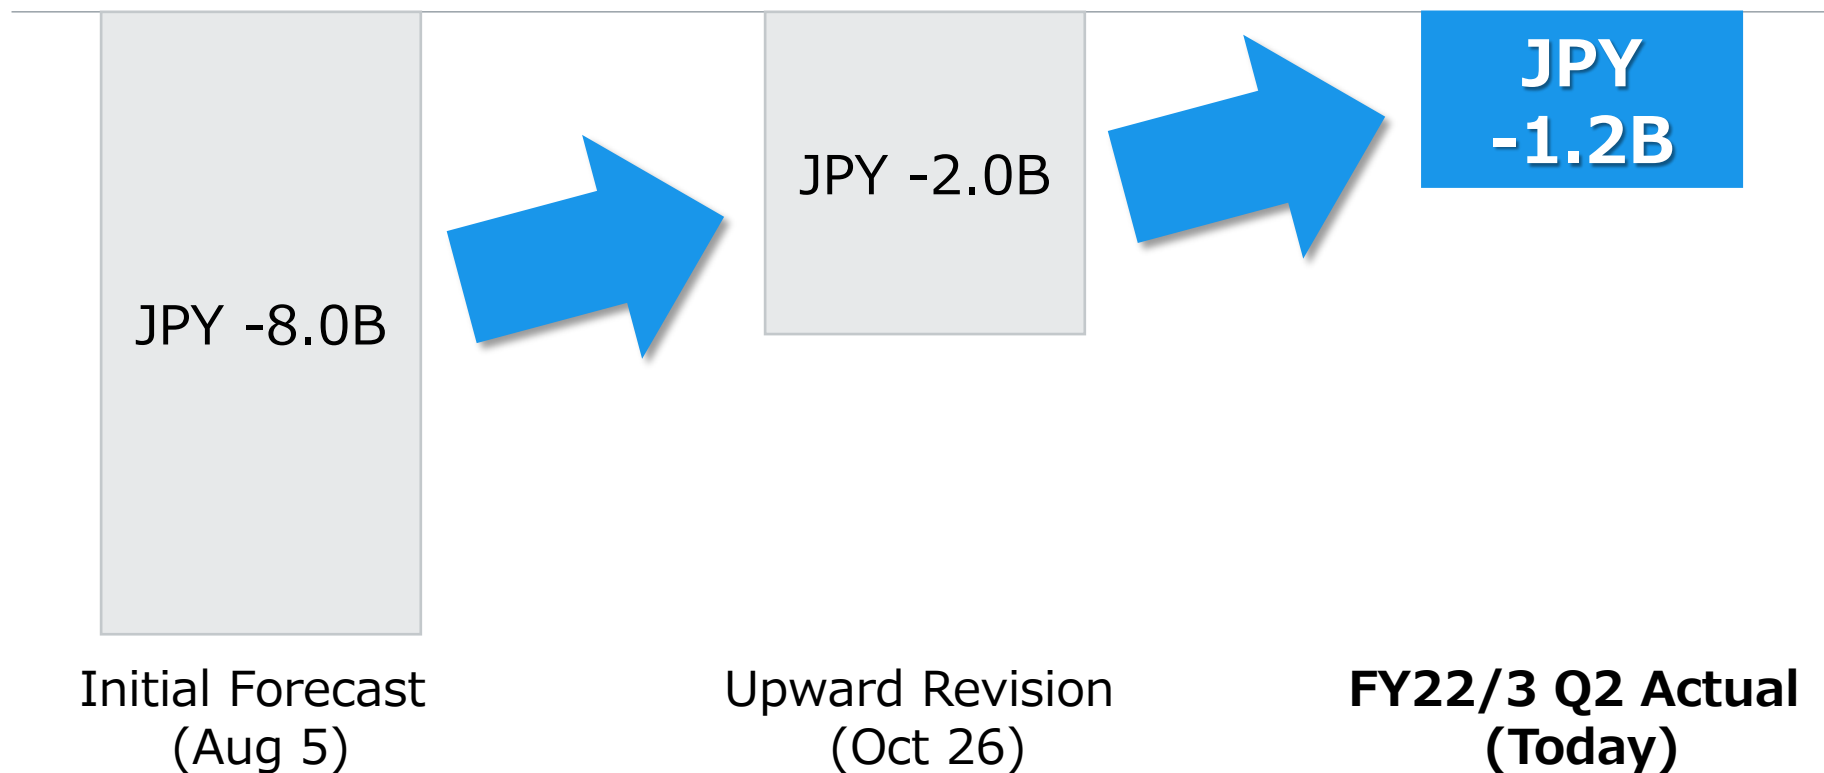 JPY -8.0B
JPY -2.0B
JPY
-1.2B
Initial Forecast
(Aug 5)
Upward Revision
(Oct 26)
FY22/3 Q2 Actual
(Today)